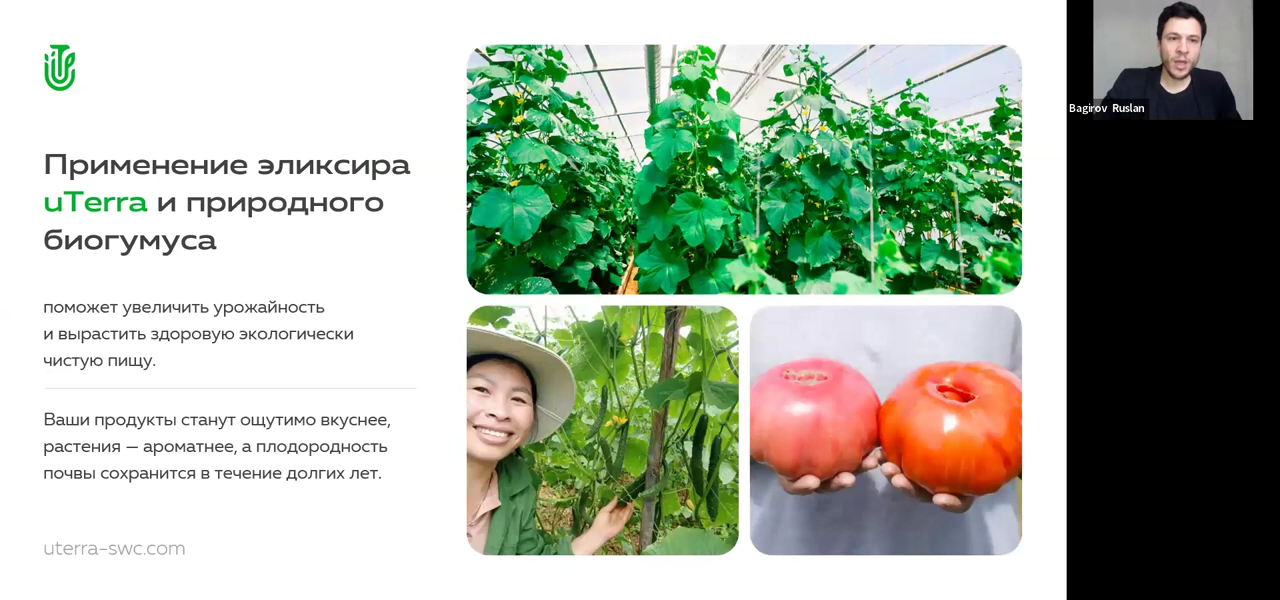 Применение эликсира
uTerra и природного
биогумуса
поможет увеличить урожайность
и вырастить здоровую экологически
чистую пищу.
Ваши продукты станут ощутимо вкуснее,
растения — ароматнее, а плодородность
почвы сохранится в течение долгих лет.
uterra-swc.com
Bagirov Ruslan